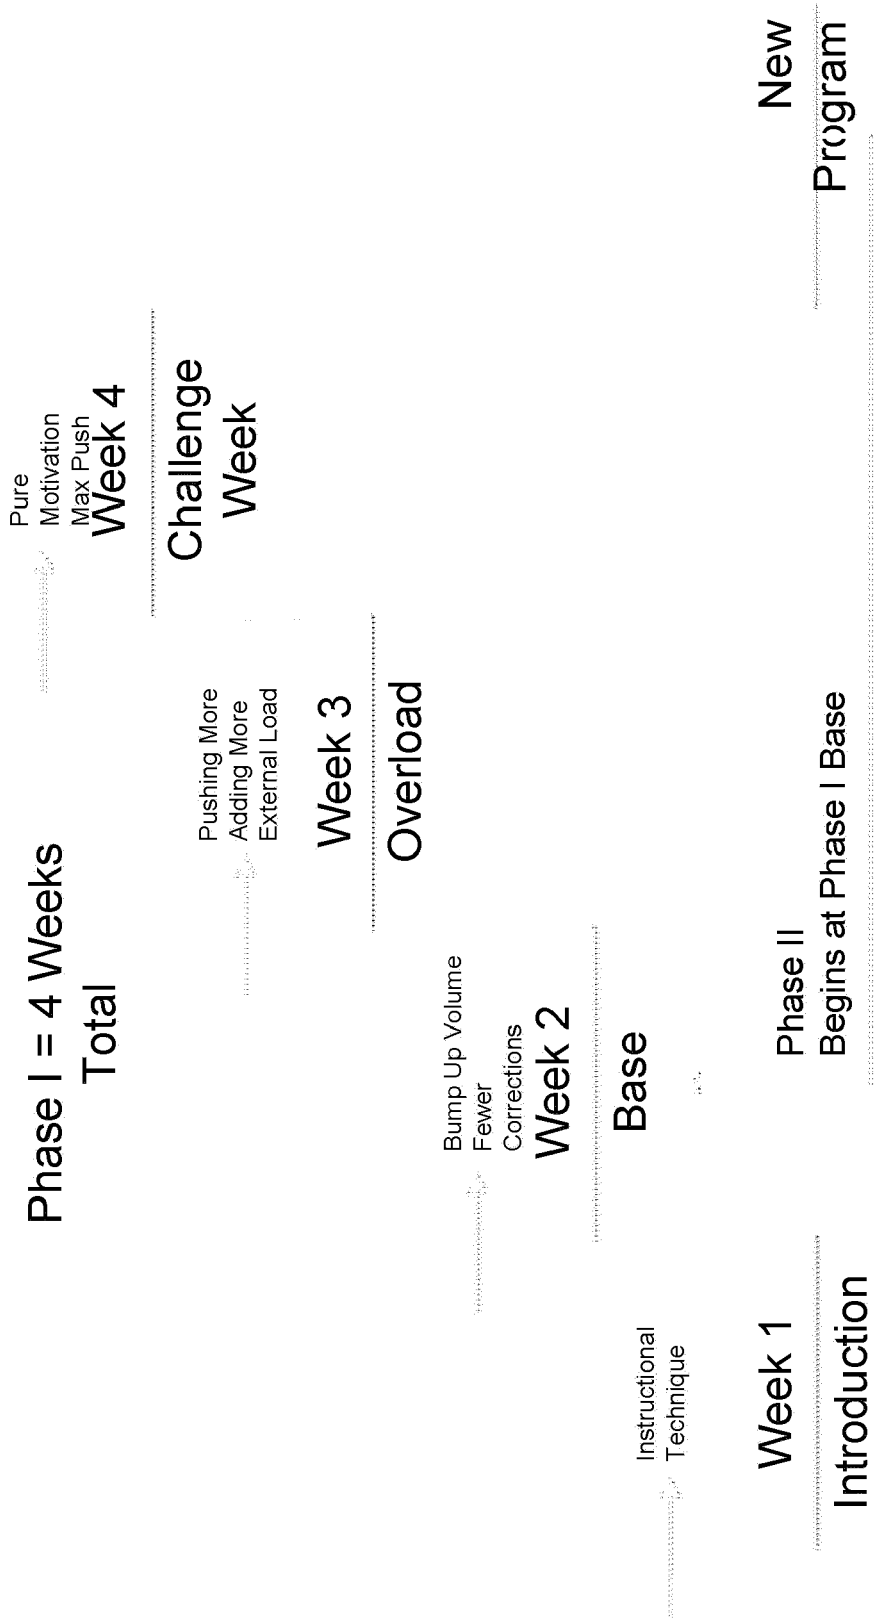 Phase I = 4 Weeks
Total
Instructional
Technique
Week 1
Introduction
Bump Up Volume
Fewer
Corrections
Week 2
Base
Pushing More
Adding More
External Load
Week 3
Overload
Pure
Motivation
Max Push
Week 4
Challenge
Week
Phase II
Begins at Phase I Base
New
Program